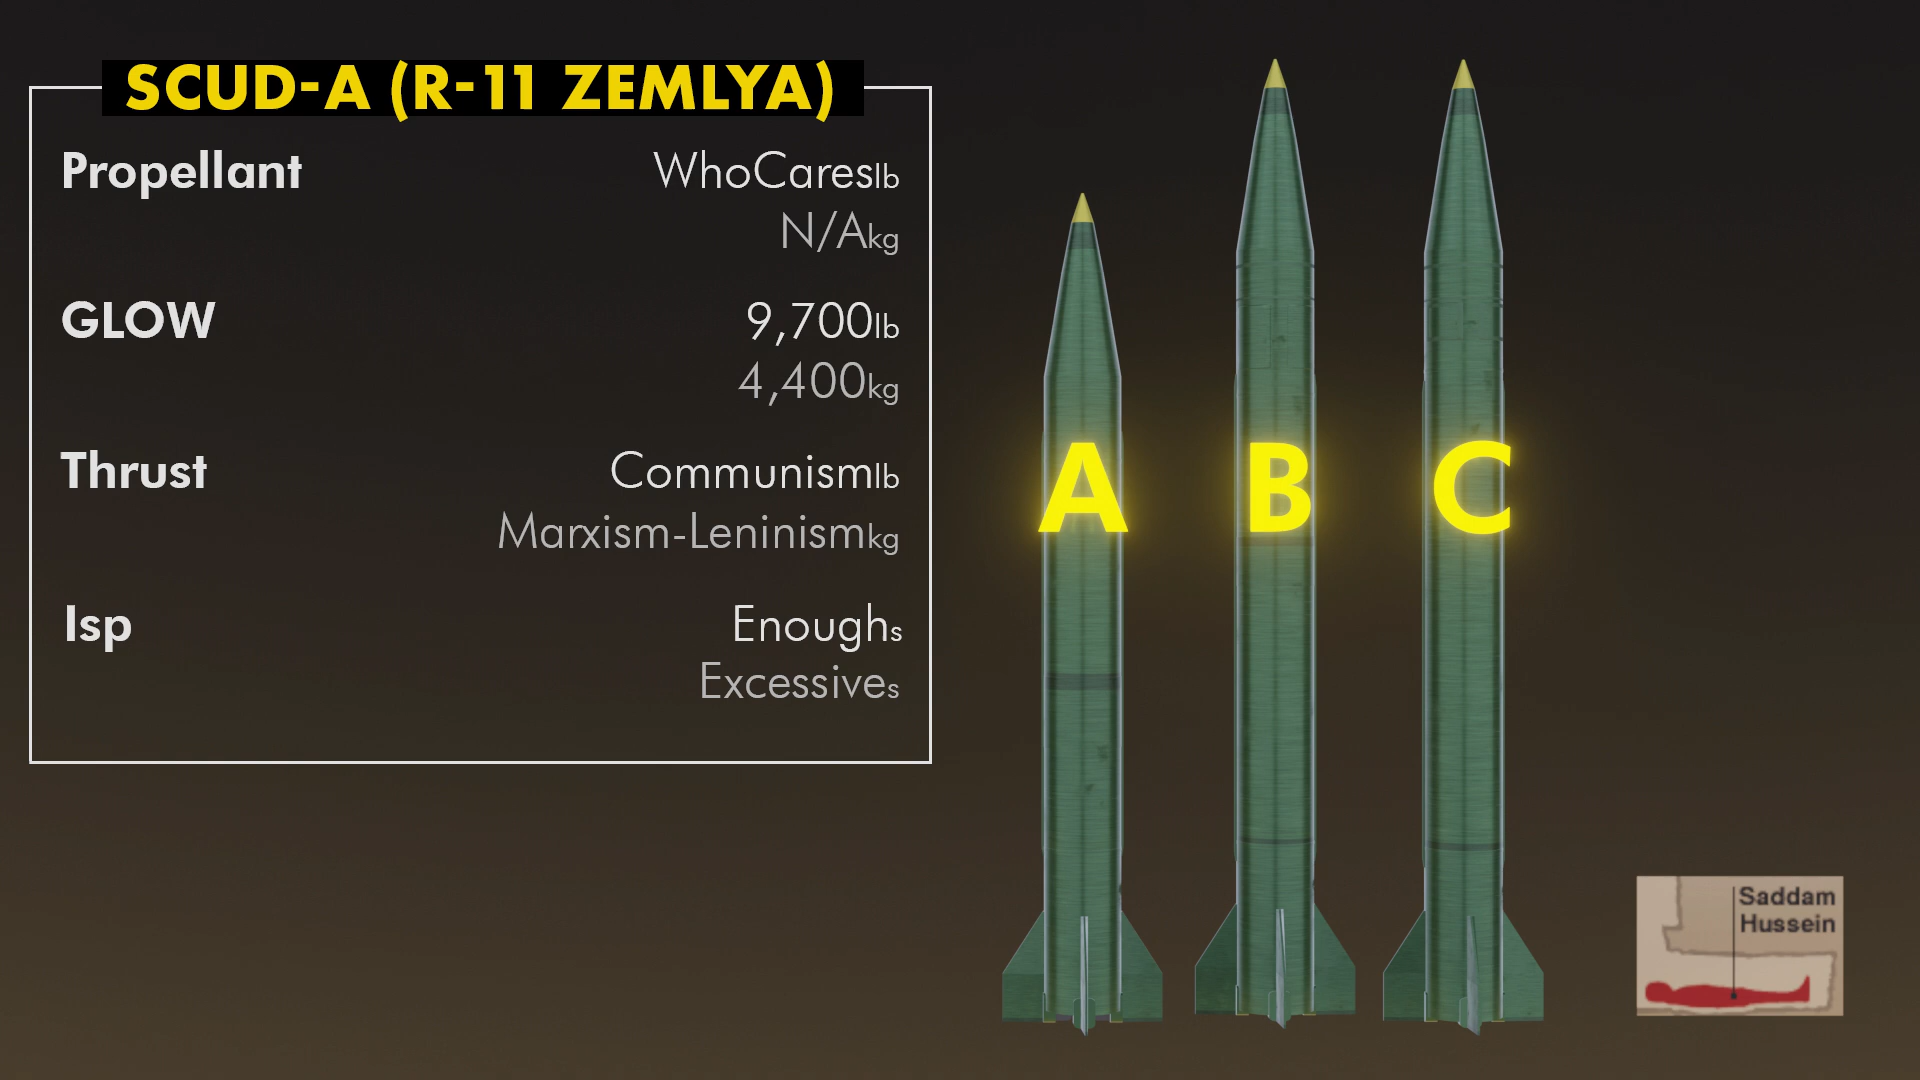 SCUD-A (R-11 ZEMLYA)
Propellant WhoCareslb
N/Akg
GLOW 9,700lb
4,400kg
Thrust Communismlb
Marxism-Leninismkg
Isp Enoughs
Excessives
A B C
Saddam
Hussein